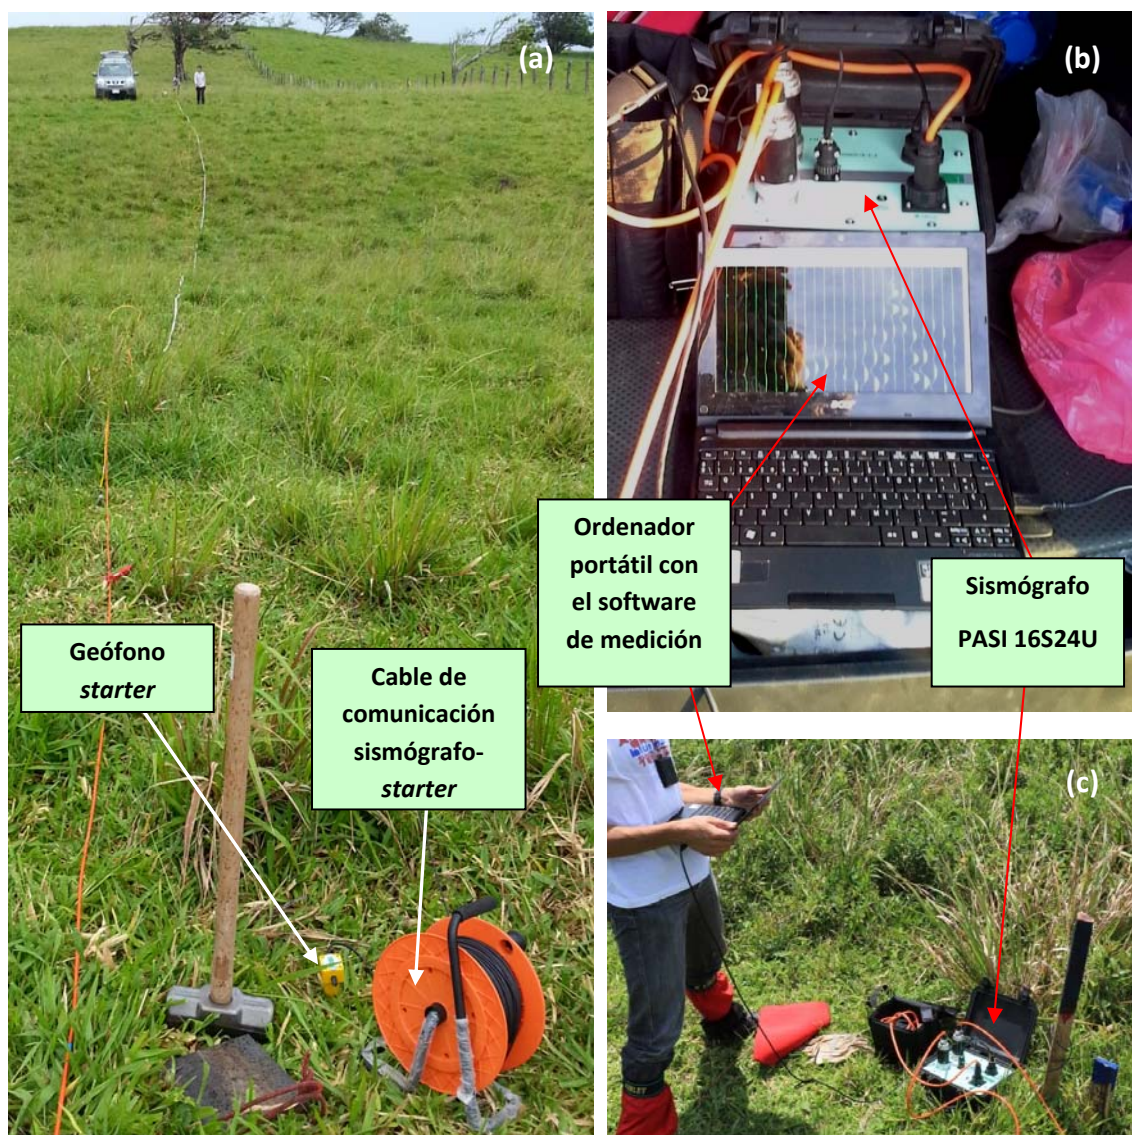 (a)
(b)
Ordenador
portátil con
el software
de medición
Sismógrafo
PASI 16S24U
Geófono
starter
Cable de
comunicación
sismógrafo-
starter
(c)